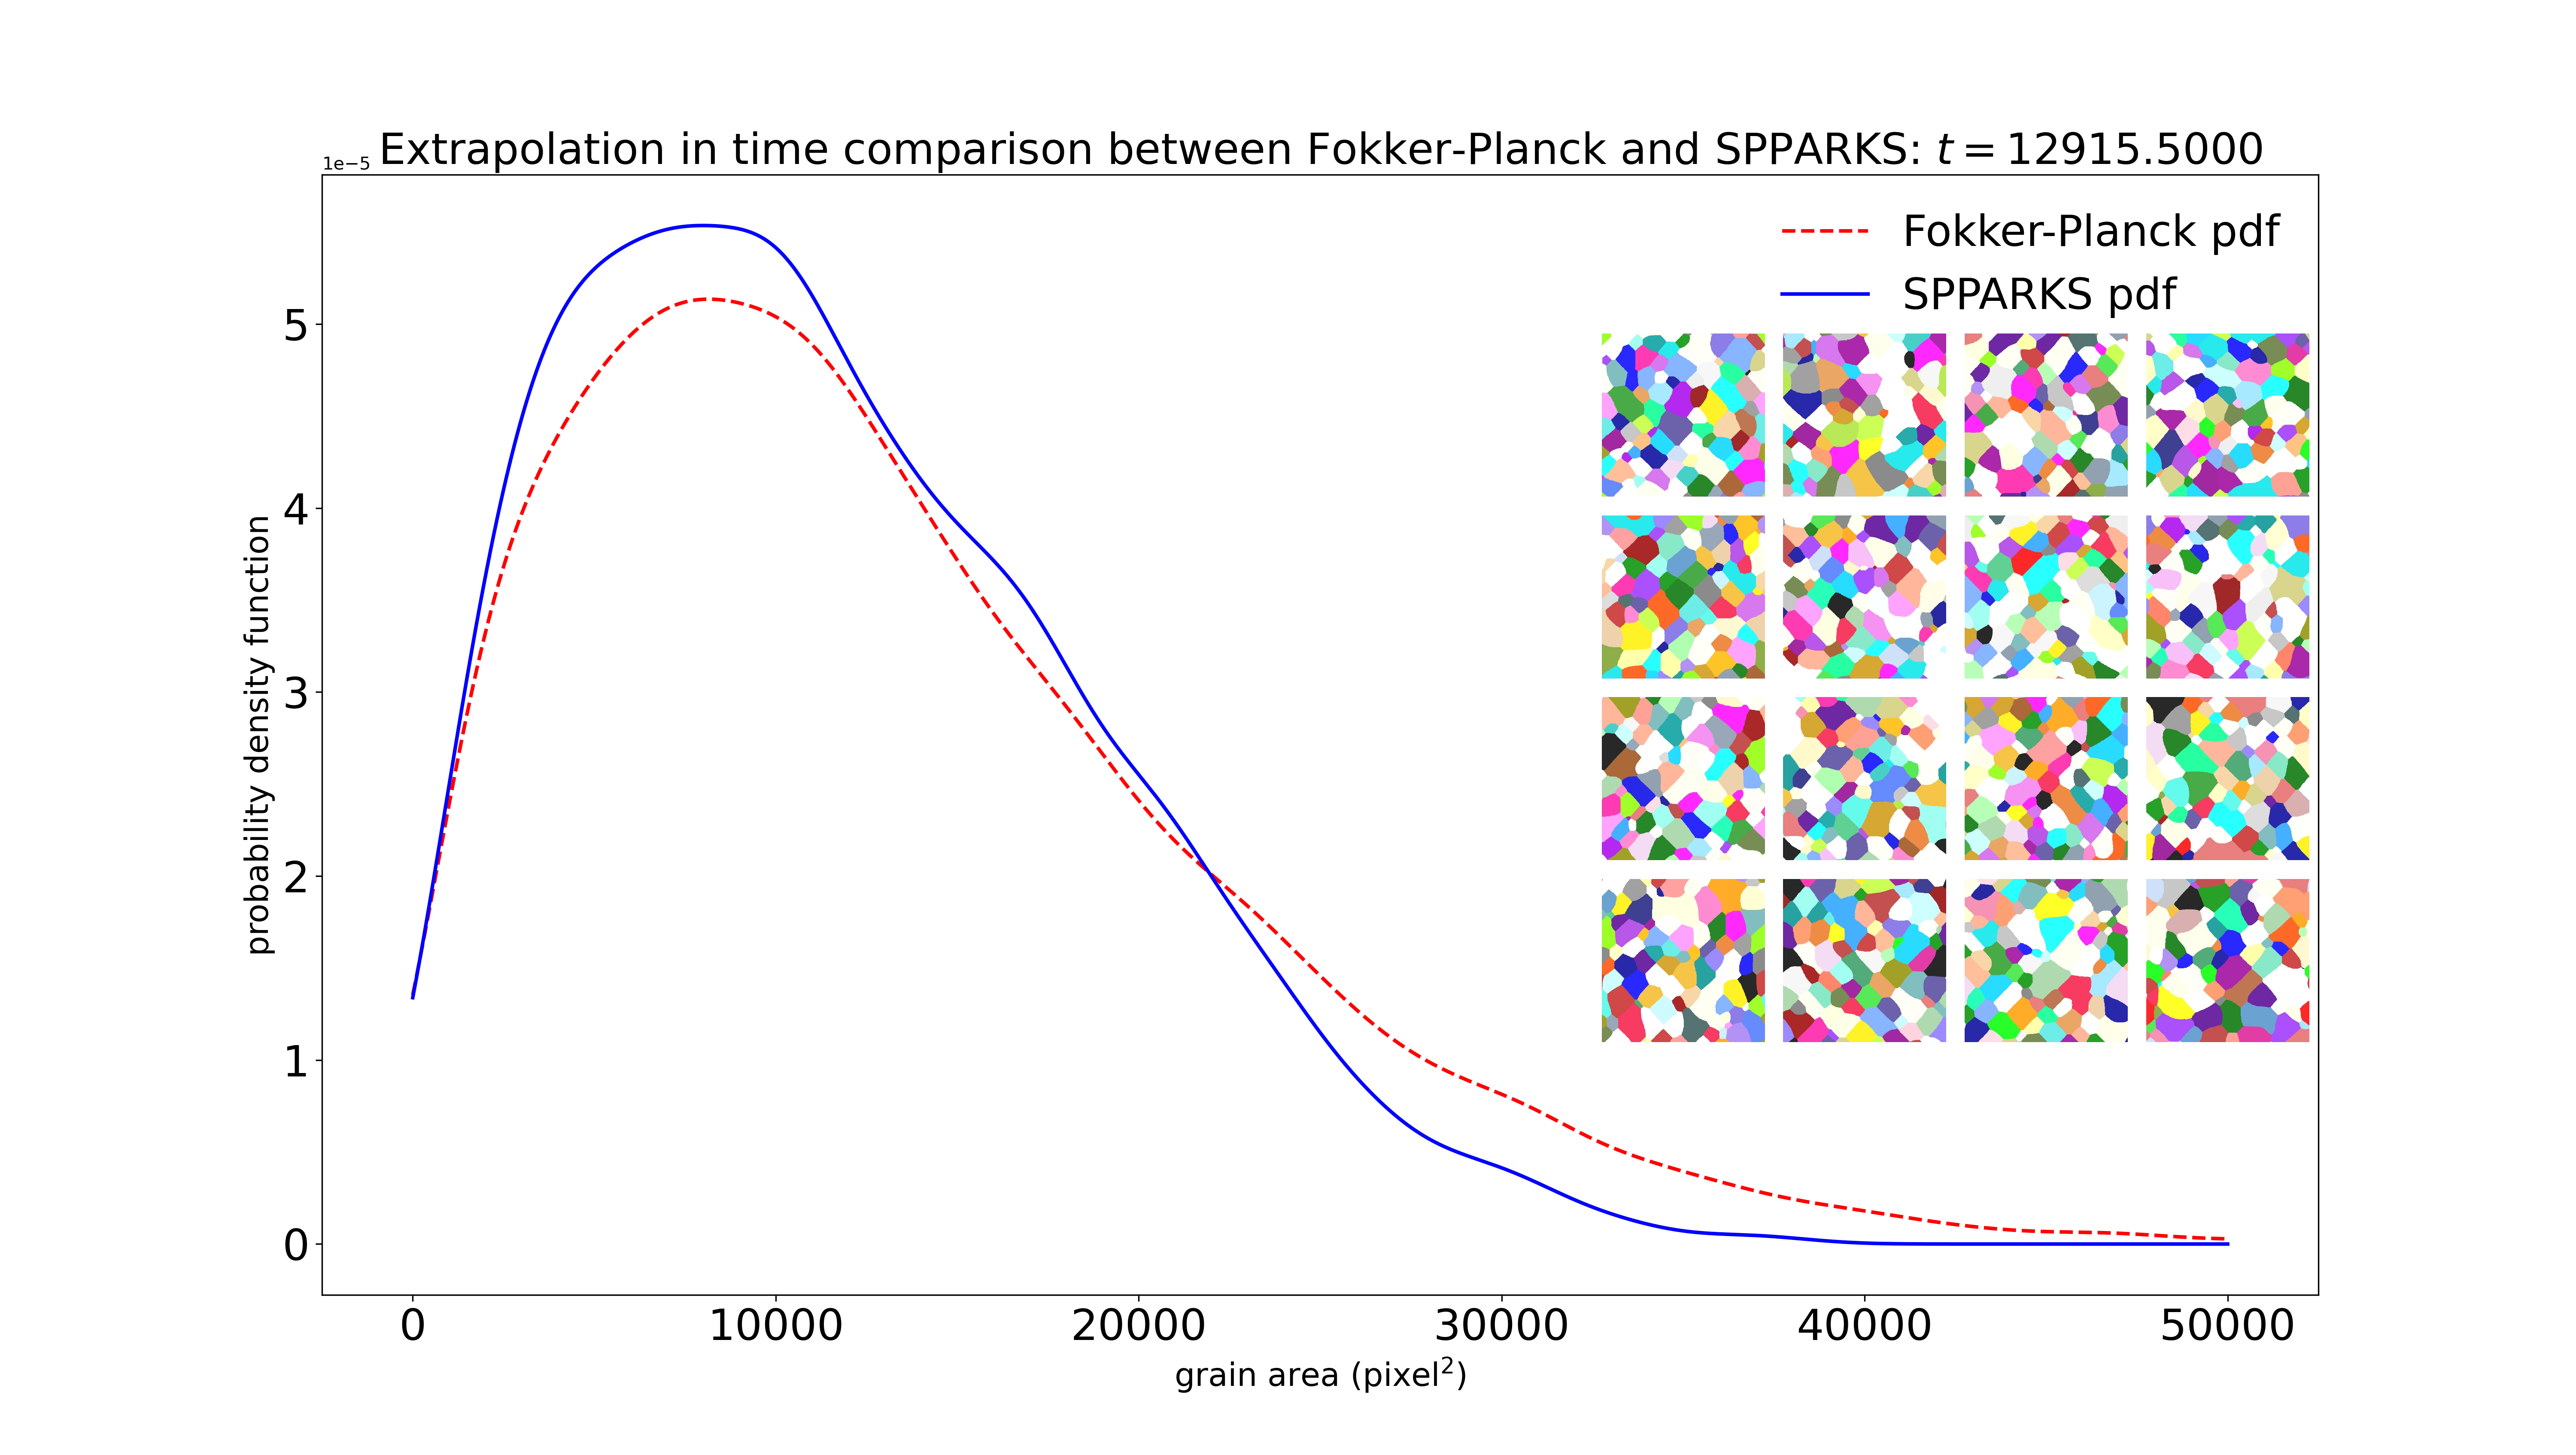 Extrapolation in time comparison between Fokker-Planck and SPPARKS: t = 12915.5000
1e−5
Fokker-Planck pdf
SPPARKS pdf
probability density function
5
4
3
2
1
0
0 10000 20000 30000 40000 50000
grain area (pixel²)